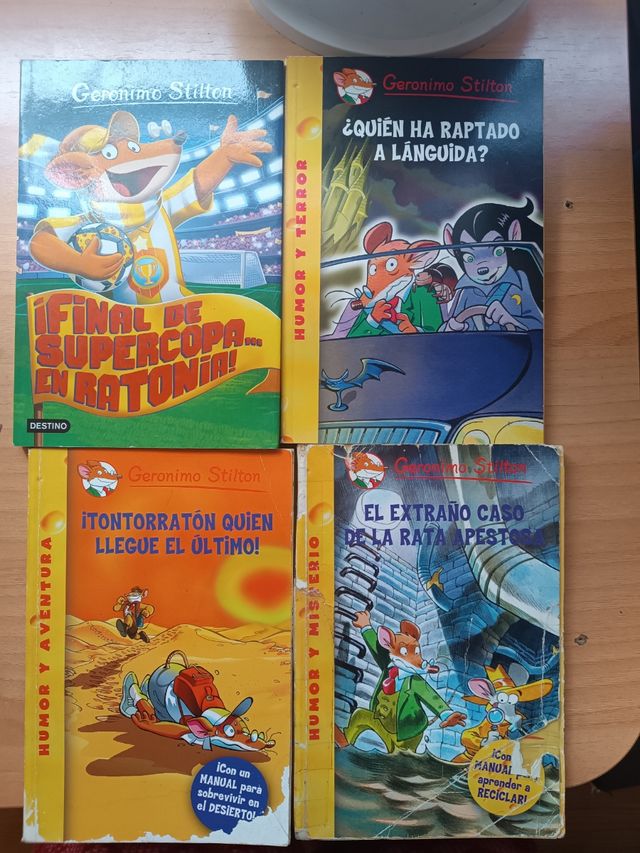 Geronimo Stilton
¡FINAL DE
SUPERCOPA...
EN RATONIA!
DESTINO
Geronimo Stilton
¿QUIÉN HA RAPTADO
A LÁNGUIDA?
HUMOR Y TERROR
Geronimo Stilton
¡TONTORRATÓN QUIEN
LLEGUE EL ÚLTIMO!
HUMOR Y AVENTURA
¡Con un
MANUAL para
sobrevivir en
el DESIERTO!
Geronimo Stilton
EL EXTRAÑO CASO
DE LA RATA APESTOSA
HUMOR Y MISTERIO
¡Con
MANUAL para
aprender a
RECICLAR!